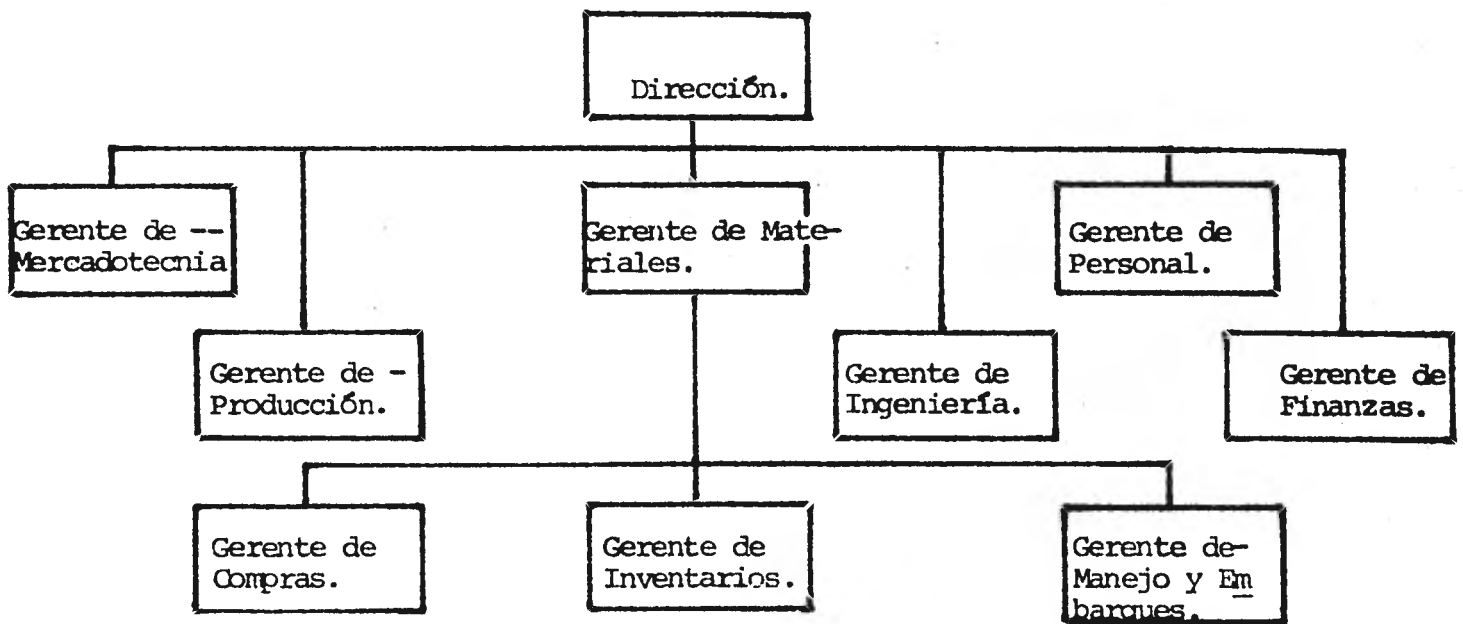 Dirección.
Gerente de --
Mercadotecnia
Gerente de Mate-
riales.
Gerente de
Personal.
Gerente de -
Producción.
Gerente de
Ingeniería.
Gerente de
Finanzas.
Gerente de
Compras.
Gerente de
Inventarios.
Gerente de-
Manejo y Em
barques.